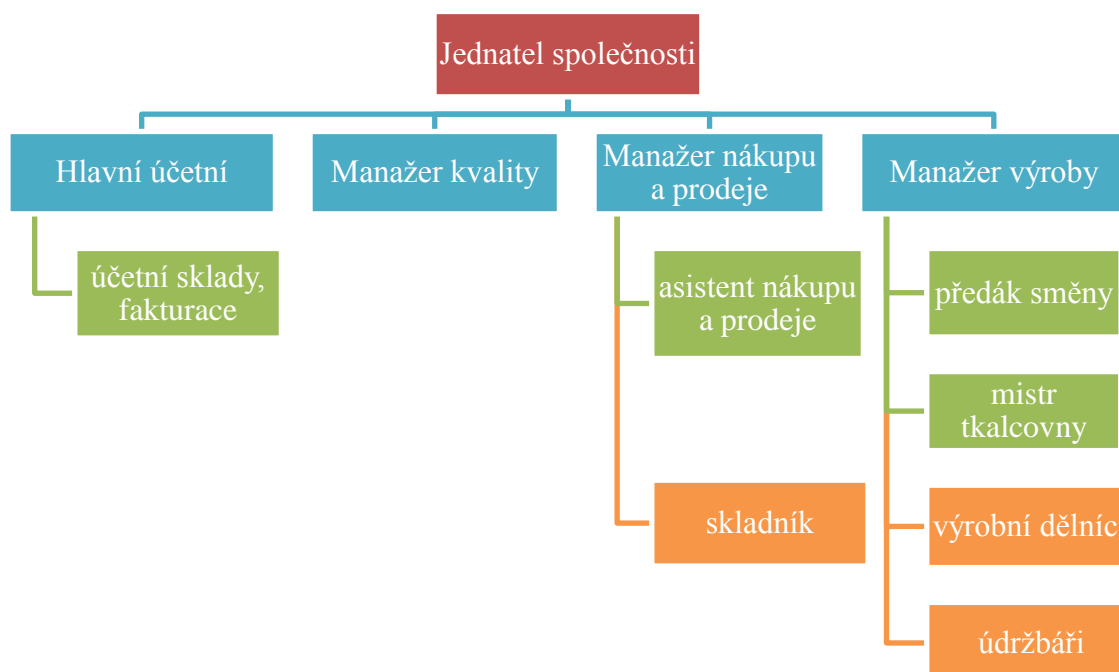 Jednatel společnosti
Hlavní účetní
Manažer kvality
Manažer nákupu
a prodeje
Manažer výroby
účetní sklady,
fakturace
asistent nákupu
a prodeje
předák směny
mistr
tkalcovny
skladník
výrobní dělníc
údržbáři